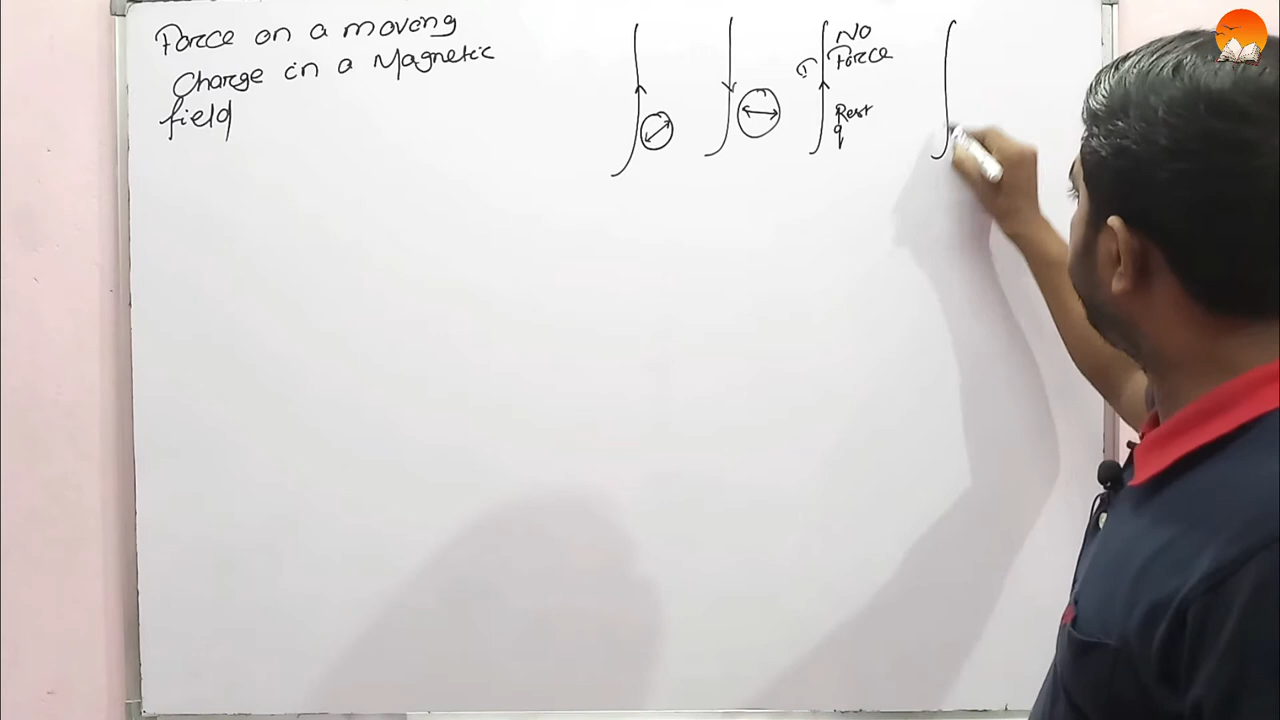 Force on a moving
Charge in a Magnetic
field
No
Force
Rest
q